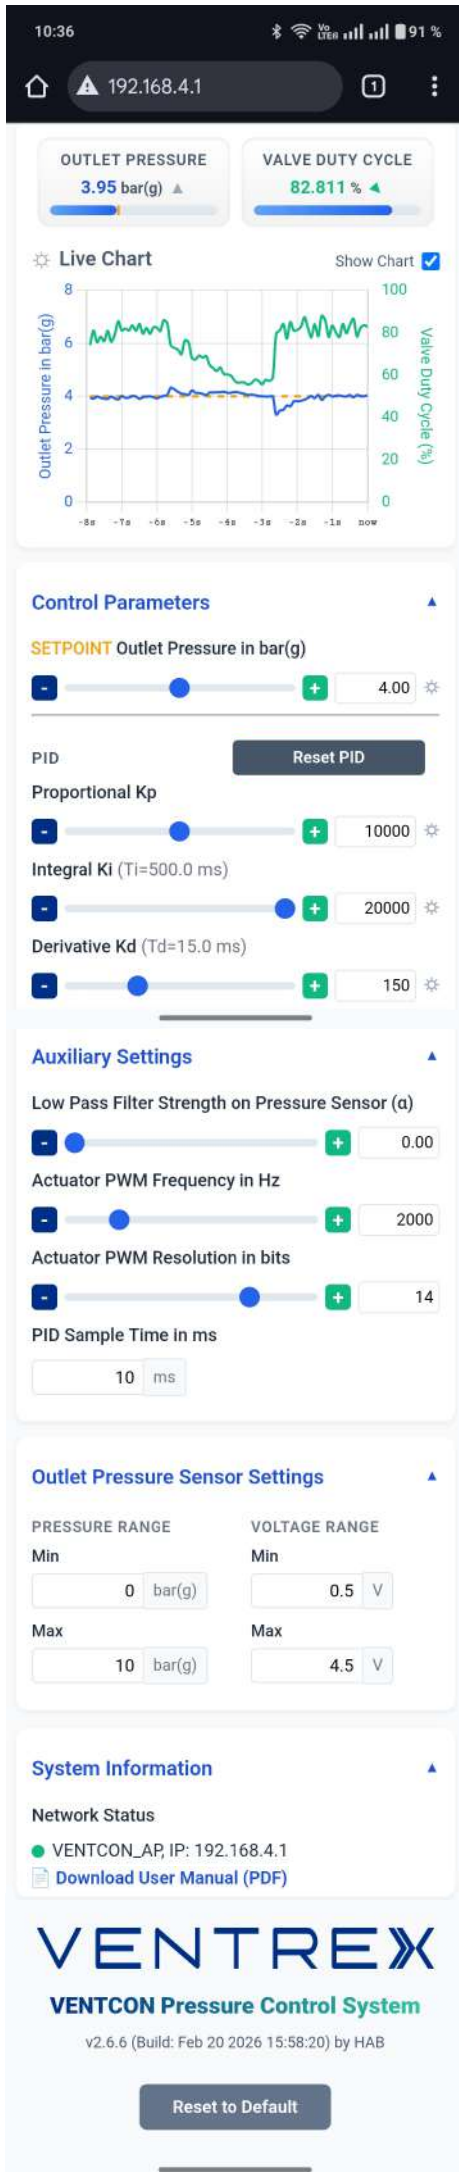 10:36 Vo LTE 91 %
192.168.4.1 1
OUTLET PRESSURE
3.95 bar(g) ▲
VALVE DUTY CYCLE
82.811 %
Live Chart
Show Chart
Outlet Pressure in bar(g)
8
6
4
2
0
100
80
60
40
20
0
Valve Duty Cycle (%)
-8s -7s -6s -5s -4s -3s -2s -1s now
Control Parameters ▲
SETPOINT Outlet Pressure in bar(g)
- + 4.00
PID Reset PID
Proportional Kp
- + 10000
Integral Ki (Ti=500.0 ms)
- + 20000
Derivative Kd (Td=15.0 ms)
- + 150
Auxiliary Settings ▲
Low Pass Filter Strength on Pressure Sensor (α)
- + 0.00
Actuator PWM Frequency in Hz
- + 2000
Actuator PWM Resolution in bits
- + 14
PID Sample Time in ms
10 ms
Outlet Pressure Sensor Settings ▲
PRESSURE RANGE
Min
0 bar(g)
Max
10 bar(g)
VOLTAGE RANGE
Min
0.5 V
Max
4.5 V
System Information ▲
Network Status
VENTCON_AP, IP: 192.168.4.1
Download User Manual (PDF)
VENTREX
VENTCON Pressure Control System
v2.6.6 (Build: Feb 20 2026 15:58:20) by HAB
Reset to Default